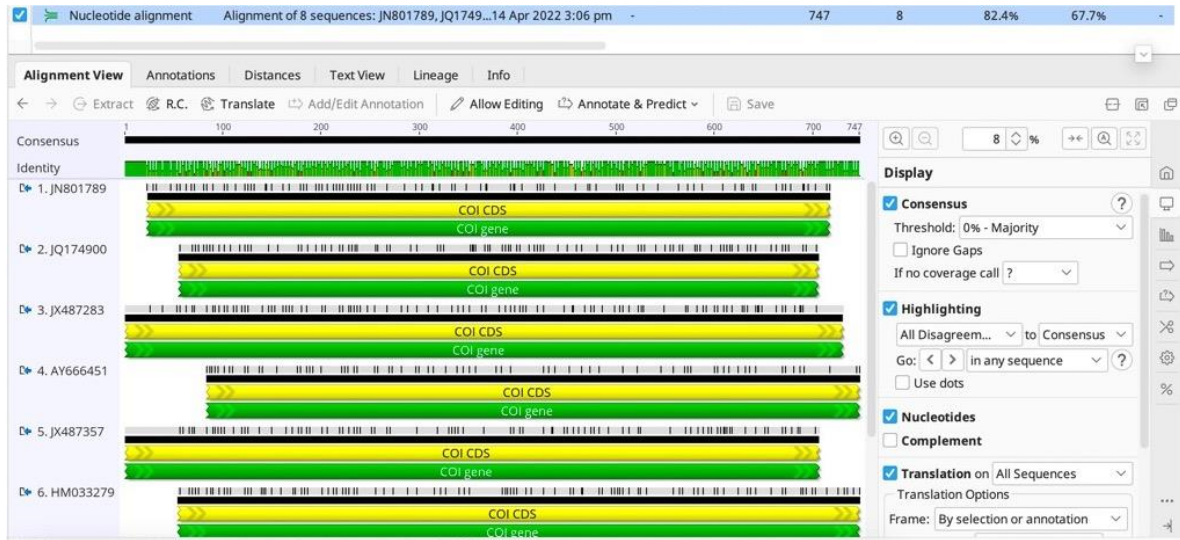 Nucleotide alignment Alignment of 8 sequences: JN801789, JQ1749...14 Apr 2022 3:06 pm - 747 8 82.4% 67.7% -
Alignment View Annotations Distances Text View Lineage Info
Extract R.C. Translate Add/Edit Annotation Allow Editing Annotate & Predict Save
1 100 200 300 400 500 600 700 747
Consensus
Identity
8 %
Display
1. JN801789
COI CDS
COI gene
2. JQ174900
COI CDS
COI gene
3. JX487283
COI CDS
COI gene
4. AY666451
COI CDS
COI gene
5. JX487357
COI CDS
COI gene
6. HM033279
COI CDS
COI gene
Consensus ?
Threshold: 0% - Majority
Ignore Gaps
If no coverage call ?
Highlighting
All Disagreem... to Consensus
Go: < > in any sequence ?
Use dots
Nucleotides
Complement
Translation on All Sequences
Translation Options
Frame: By selection or annotation